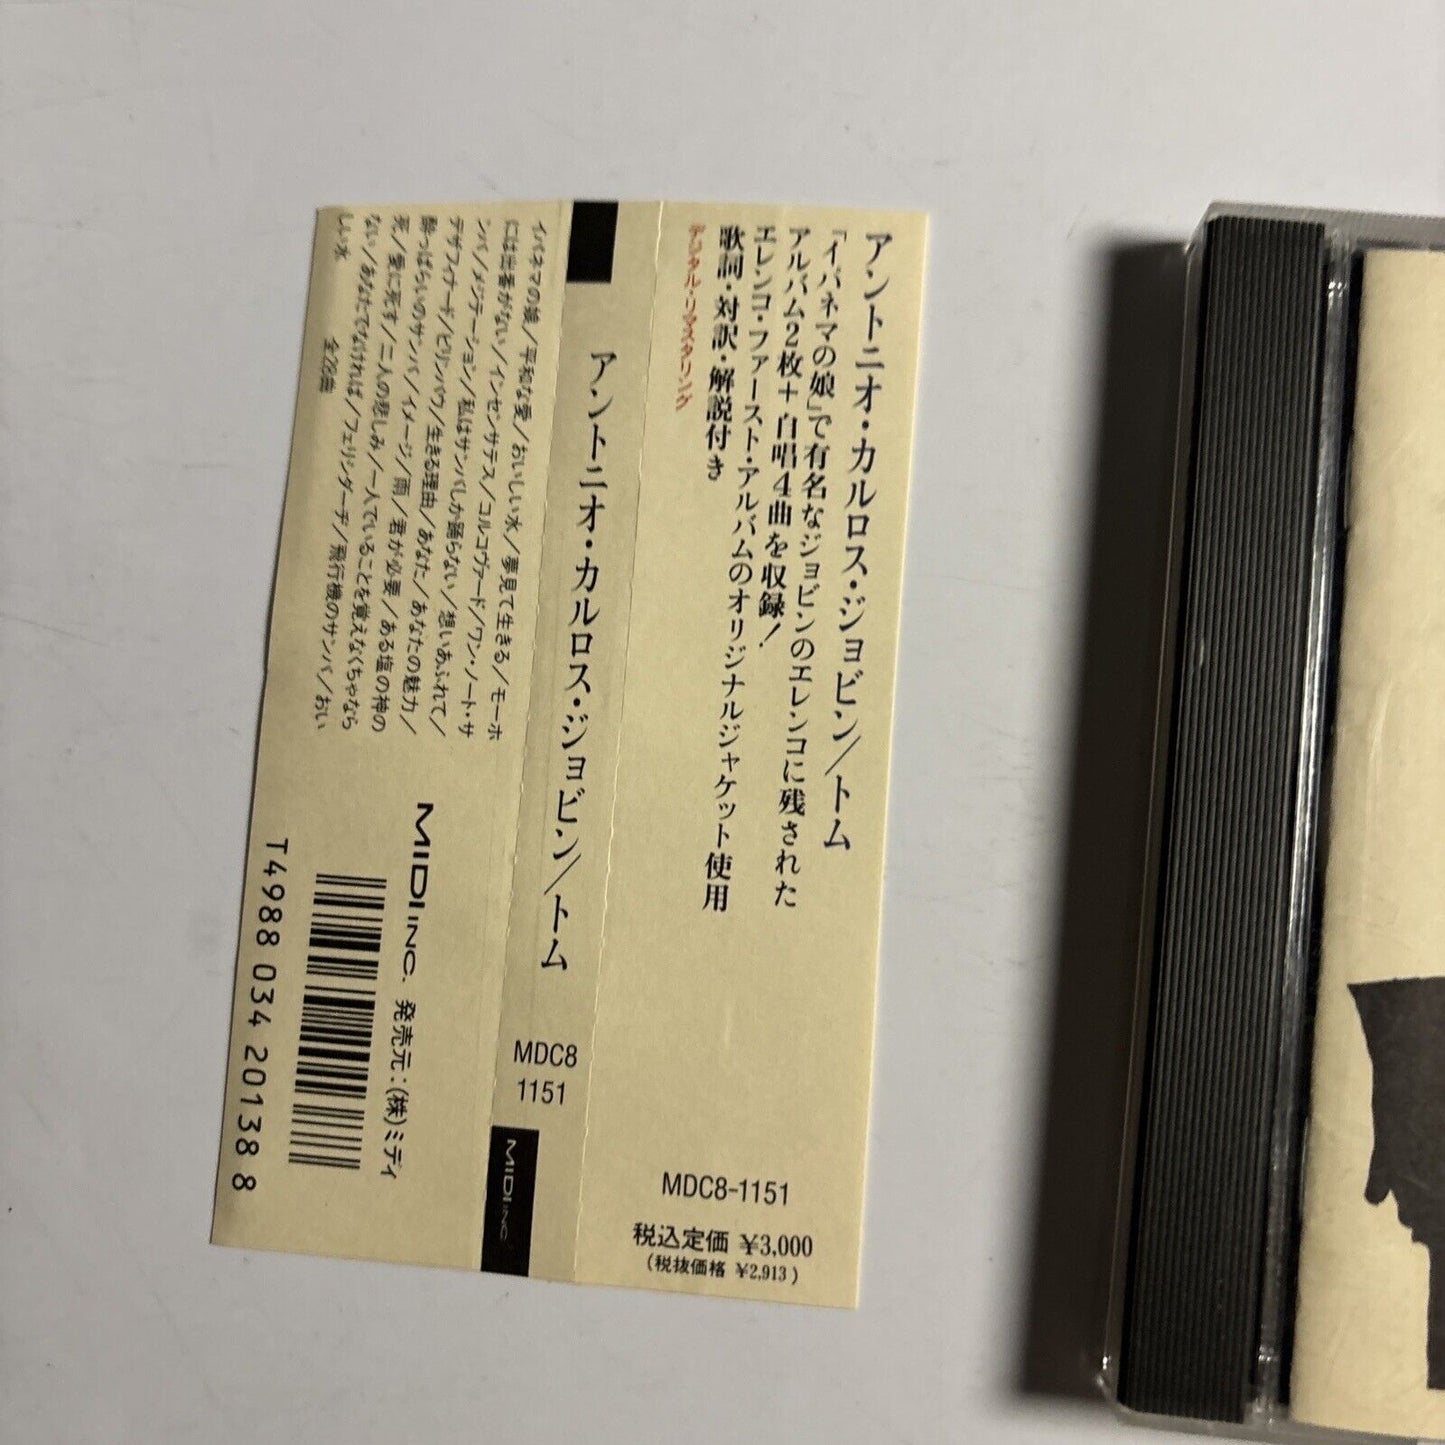 アントニオ・カルロス・ジョビン／トム
「イパネマの娘」で有名なジョビンのエレンコに残された
アルバム2枚＋自唱4曲を収録！
エレンコ・ファースト・アルバムのオリジナルジャケット使用
歌詞・対訳・解説付き
デジタル・リマスタリング
MDC8-1151
税込定価 ¥3,000
（税抜価格 ¥2,913）
アントニオ・カルロス・ジョビン／トム
MDC8
1151
MIDI INC.
イパネマの娘／平和な愛／おいしい水／夢見て生きる／モーホ
には出番がない／インセンサテス／コルコヴァード／ワン・ノート・サ
ンバ／メジテーション／私はサンバしか踊らない／想いあふれて／
デサフィナード／ビリンバウ／生きる理由／あなた／あなたの魅力／
酔っぱらいのサンバ／イメージ／雨／君が必要／ある塩の神の
死／愛に死す／二人の悲しみ／一人でいることを覚えなくちゃなら
ない／あなたでなければ／フェリシダーヂ／飛行機のサンバ／おい
しい水
全28曲
MIDI INC. 発売元：(株)ミディ
T4988 034 20138 8